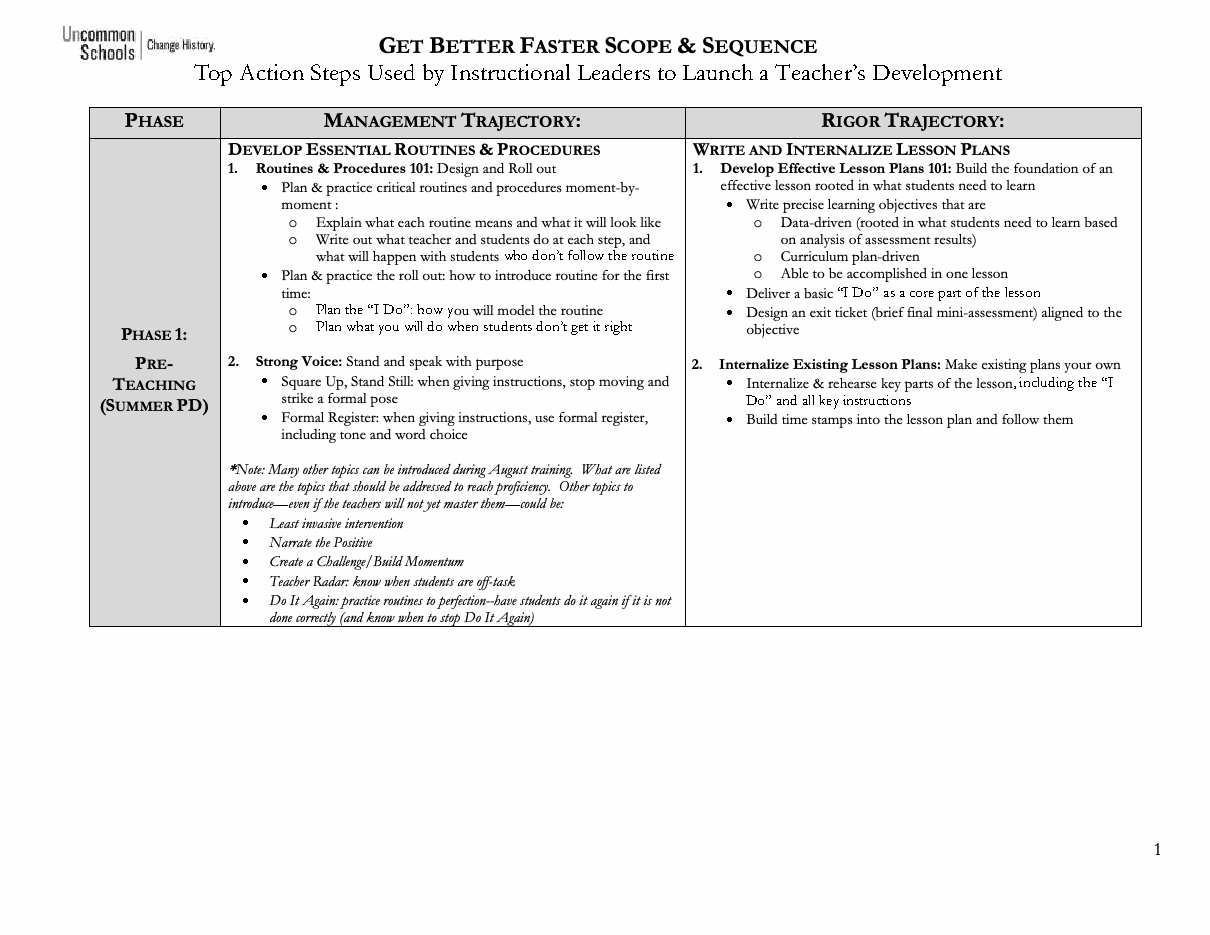 Uncommon
Schools
Change History.
GET BETTER FASTER SCOPE & SEQUENCE
Top Action Steps Used by Instructional Leaders to Launch a Teacher’s Development
PHASE
MANAGEMENT TRAJECTORY:
RIGOR TRAJECTORY:
PHASE 1:
PRE-
TEACHING
(SUMMER PD)
DEVELOP ESSENTIAL ROUTINES & PROCEDURES
1. Routines & Procedures 101: Design and Roll out
• Plan & practice critical routines and procedures moment-by-
moment :
o Explain what each routine means and what it will look like
o Write out what teacher and students do at each step, and
what will happen with students who don’t follow the routine
• Plan & practice the roll out: how to introduce routine for the first
time:
o Plan the “I Do”: how you will model the routine
o Plan what you will do when students don’t get it right
2. Strong Voice: Stand and speak with purpose
• Square Up, Stand Still: when giving instructions, stop moving and
strike a formal pose
• Formal Register: when giving instructions, use formal register,
including tone and word choice
*Note: Many other topics can be introduced during August training. What are listed
above are the topics that should be addressed to reach proficiency. Other topics to
introduce—even if the teachers will not yet master them—could be:
• Least invasive intervention
• Narrate the Positive
• Create a Challenge/Build Momentum
• Teacher Radar: know when students are off-task
• Do It Again: practice routines to perfection--have students do it again if it is not
done correctly (and know when to stop Do It Again)
WRITE AND INTERNALIZE LESSON PLANS
1. Develop Effective Lesson Plans 101: Build the foundation of an
effective lesson rooted in what students need to learn
• Write precise learning objectives that are
o Data-driven (rooted in what students need to learn based
on analysis of assessment results)
o Curriculum plan-driven
o Able to be accomplished in one lesson
• Deliver a basic “I Do” as a core part of the lesson
• Design an exit ticket (brief final mini-assessment) aligned to the
objective
2. Internalize Existing Lesson Plans: Make existing plans your own
• Internalize & rehearse key parts of the lesson, including the “I
Do” and all key instructions
• Build time stamps into the lesson plan and follow them
1